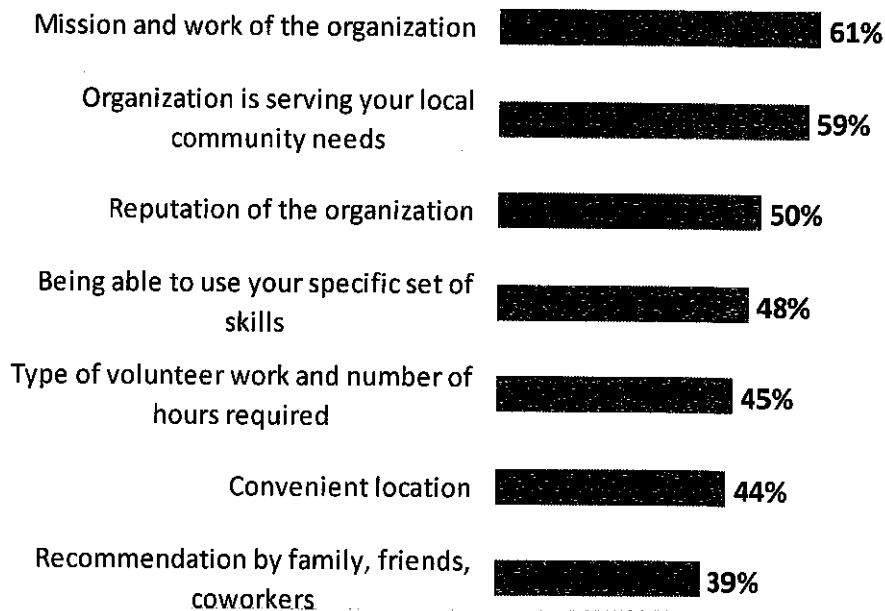 Mission and work of the organization 61%
Organization is serving your local
community needs 59%
Reputation of the organization 50%
Being able to use your specific set of
skills 48%
Type of volunteer work and number of
hours required 45%
Convenient location 44%
Recommendation by family, friends,
coworkers 39%